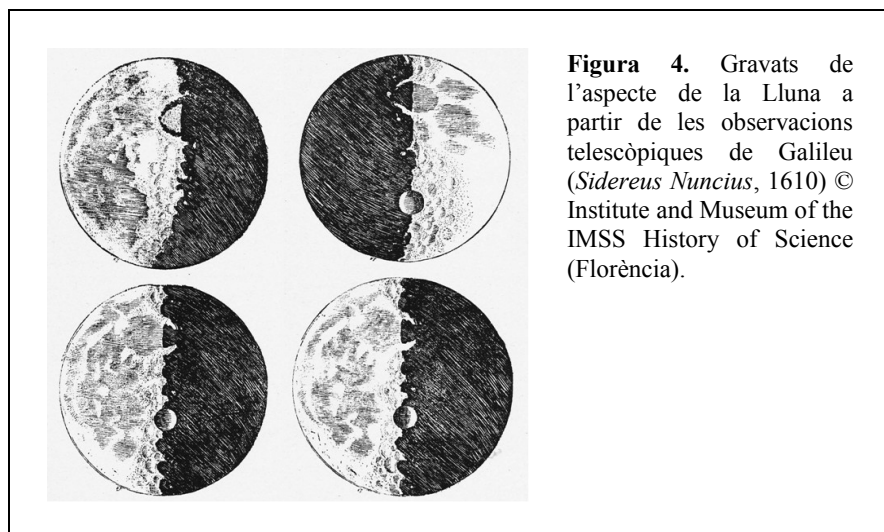 Figura 4. Gravats de
l'aspecte de la Lluna a
partir de les observacions
telescòpiques de Galileu
(Sidereus Nuncius, 1610) ©
Institute and Museum of the
IMSS History of Science
(Florència).